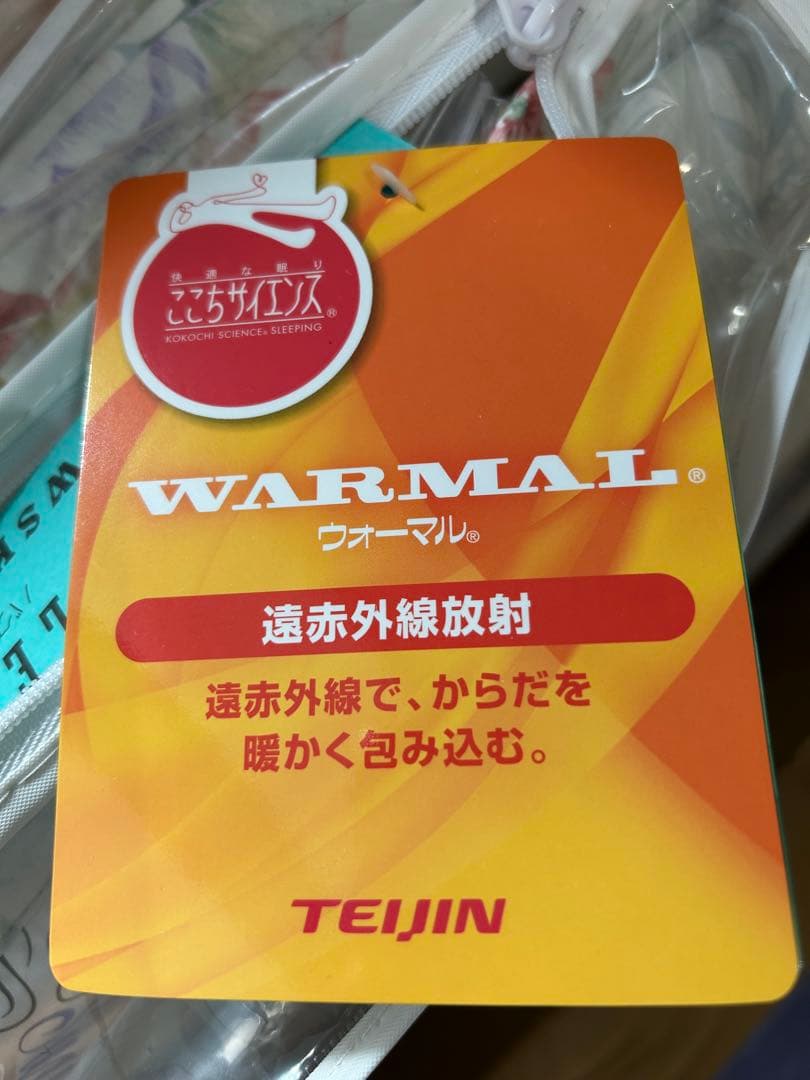 快適な眠り
ここちサイエンス®
KOKOCHI SCIENCE® SLEEPING
WARMAL®
ウォーマル®
遠赤外線放射
遠赤外線で、からだを
暖かく包み込む。
TEIJIN